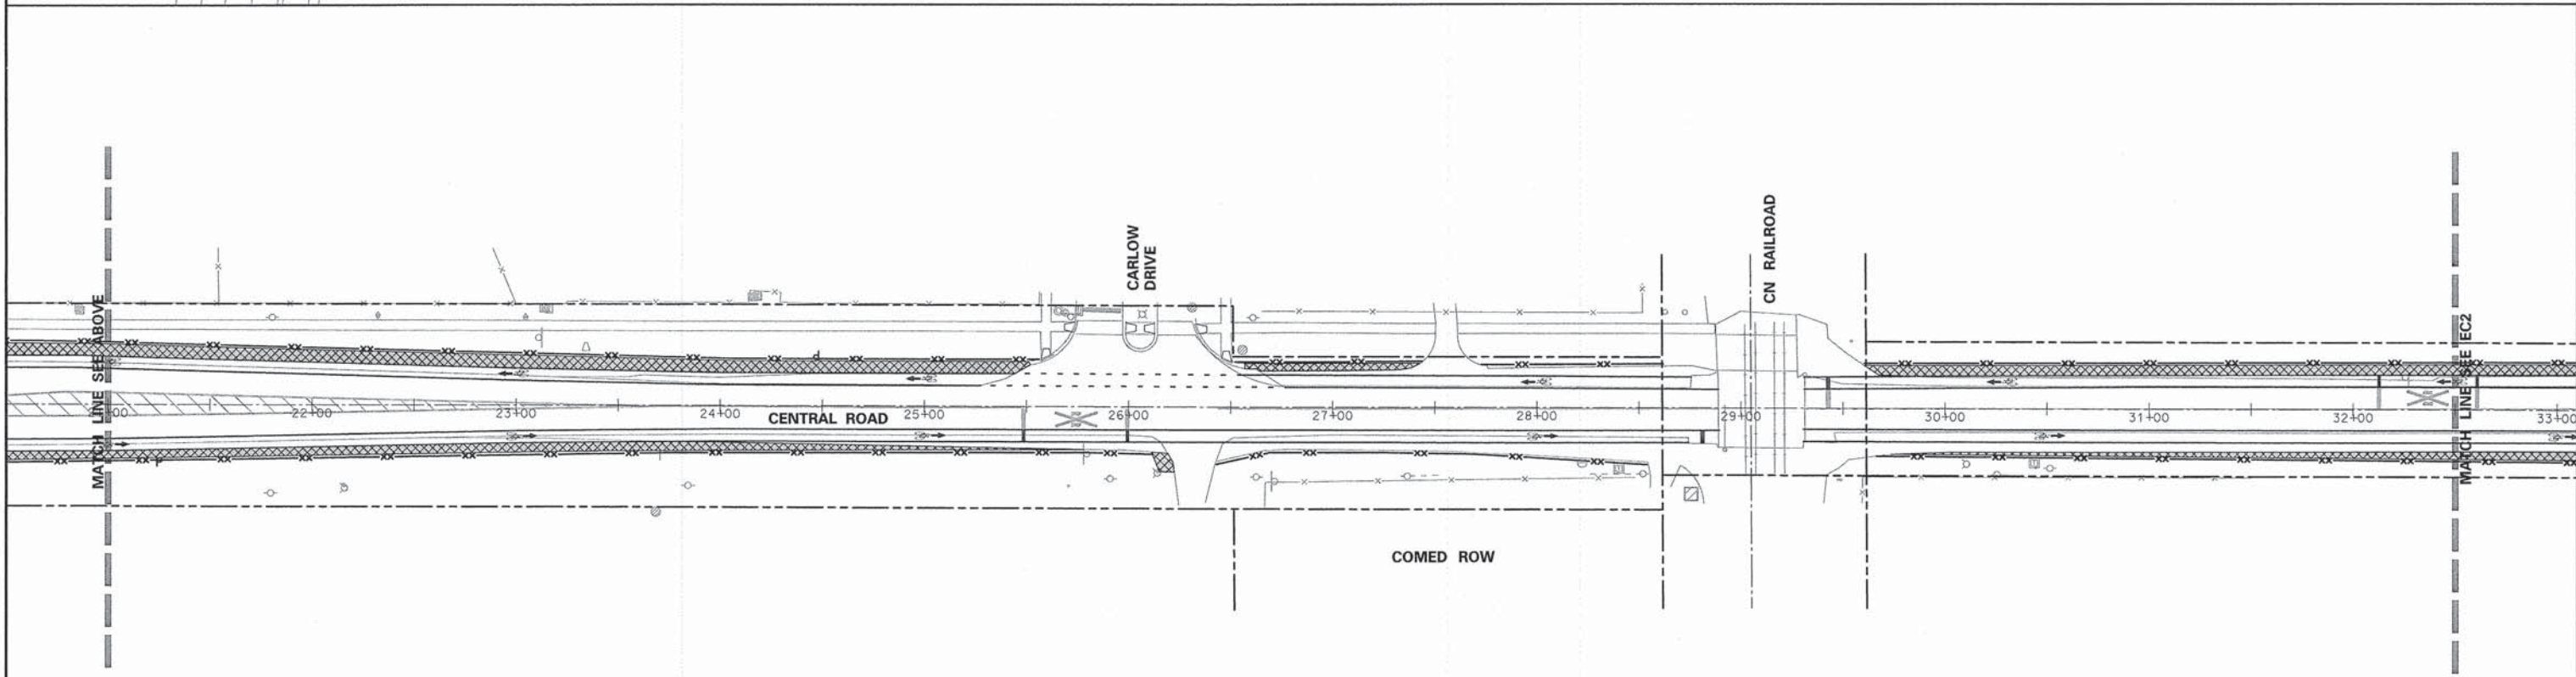 CARLOW
DRIVE
CN RAILROAD
MATCH LINE SEE ABOVE
MATCH LINE SEE EC2
22+00
23+00
24+00
25+00
26+00
27+00
28+00
29+00
30+00
31+00
32+00
33+00
CENTRAL ROAD
COMED ROW